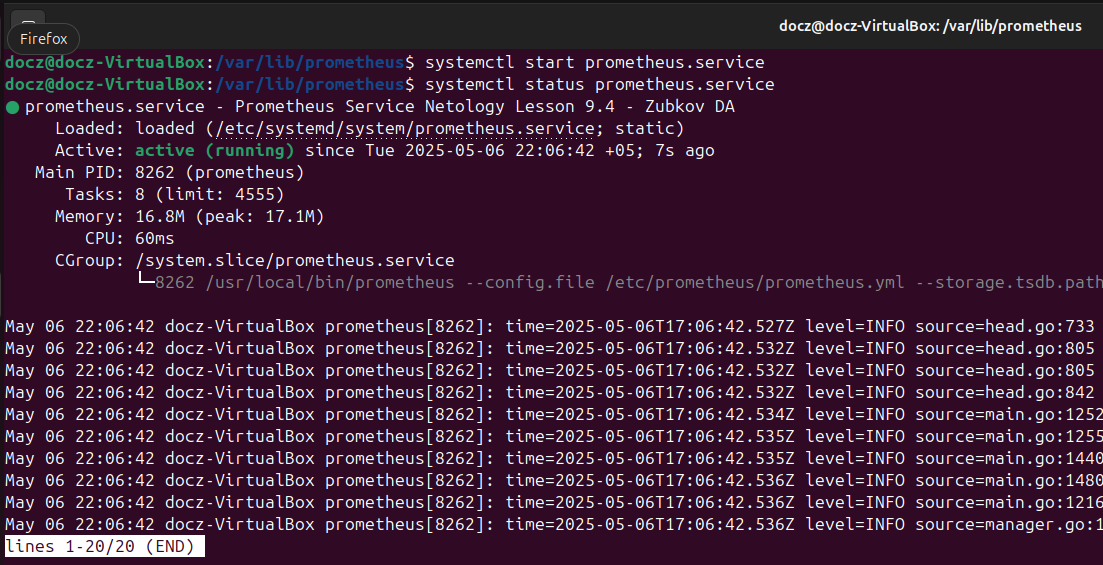 docz@docz-VirtualBox: /var/lib/prometheus
Firefox
docz@docz-VirtualBox:/var/lib/prometheus$ systemctl start prometheus.service
docz@docz-VirtualBox:/var/lib/prometheus$ systemctl status prometheus.service
● prometheus.service - Prometheus Service Netology Lesson 9.4 - Zubkov DA
Loaded: loaded (/etc/systemd/system/prometheus.service; static)
Active: active (running) since Tue 2025-05-06 22:06:42 +05; 7s ago
Main PID: 8262 (prometheus)
Tasks: 8 (limit: 4555)
Memory: 16.8M (peak: 17.1M)
CPU: 60ms
CGroup: /system.slice/prometheus.service
└─8262 /usr/local/bin/prometheus --config.file /etc/prometheus/prometheus.yml --storage.tsdb.path
May 06 22:06:42 docz-VirtualBox prometheus[8262]: time=2025-05-06T17:06:42.527Z level=INFO source=head.go:733
May 06 22:06:42 docz-VirtualBox prometheus[8262]: time=2025-05-06T17:06:42.532Z level=INFO source=head.go:805
May 06 22:06:42 docz-VirtualBox prometheus[8262]: time=2025-05-06T17:06:42.532Z level=INFO source=head.go:805
May 06 22:06:42 docz-VirtualBox prometheus[8262]: time=2025-05-06T17:06:42.532Z level=INFO source=head.go:842
May 06 22:06:42 docz-VirtualBox prometheus[8262]: time=2025-05-06T17:06:42.534Z level=INFO source=main.go:1252
May 06 22:06:42 docz-VirtualBox prometheus[8262]: time=2025-05-06T17:06:42.535Z level=INFO source=main.go:1255
May 06 22:06:42 docz-VirtualBox prometheus[8262]: time=2025-05-06T17:06:42.535Z level=INFO source=main.go:1440
May 06 22:06:42 docz-VirtualBox prometheus[8262]: time=2025-05-06T17:06:42.536Z level=INFO source=main.go:1480
May 06 22:06:42 docz-VirtualBox prometheus[8262]: time=2025-05-06T17:06:42.536Z level=INFO source=main.go:1216
May 06 22:06:42 docz-VirtualBox prometheus[8262]: time=2025-05-06T17:06:42.536Z level=INFO source=manager.go:1
lines 1-20/20 (END)